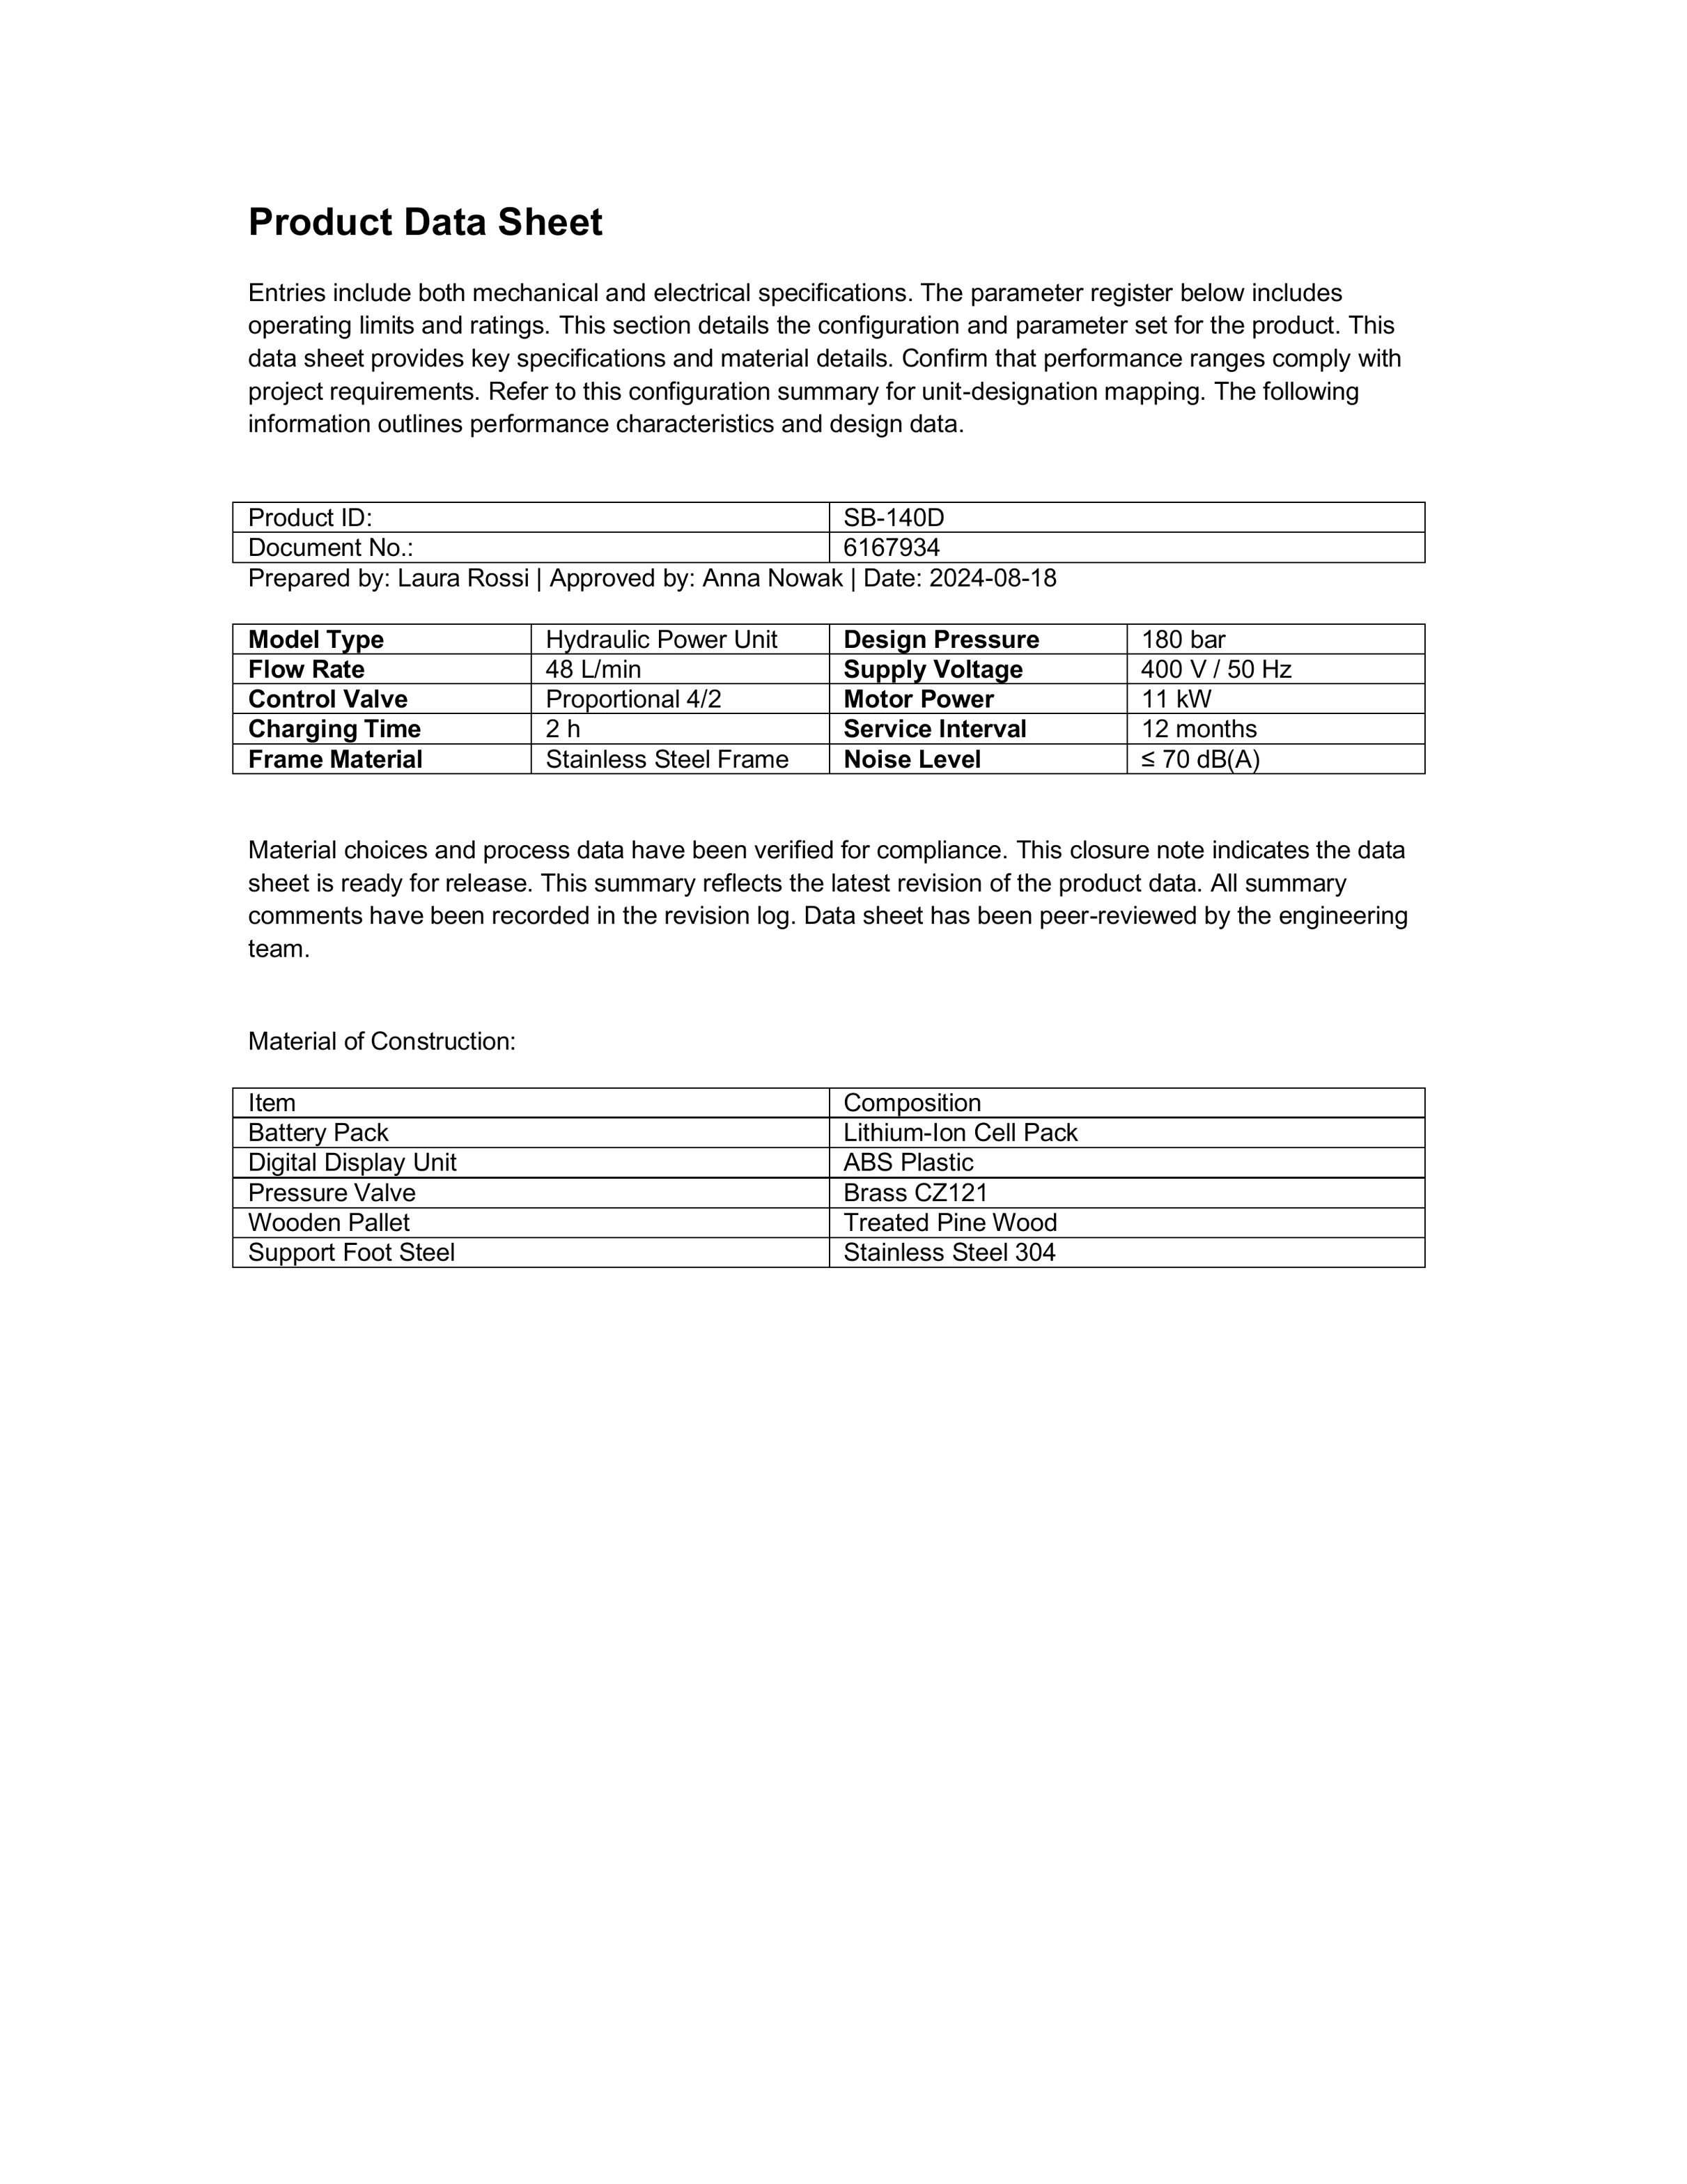 Product Data Sheet
Entries include both mechanical and electrical specifications. The parameter register below includes
operating limits and ratings. This section details the configuration and parameter set for the product. This
data sheet provides key specifications and material details. Confirm that performance ranges comply with
project requirements. Refer to this configuration summary for unit-designation mapping. The following
information outlines performance characteristics and design data.
Product ID: SB-140D
Document No.: 6167934
Prepared by: Laura Rossi | Approved by: Anna Nowak | Date: 2024-08-18
Model Type Hydraulic Power Unit Design Pressure 180 bar
Flow Rate 48 L/min Supply Voltage 400 V / 50 Hz
Control Valve Proportional 4/2 Motor Power 11 kW
Charging Time 2 h Service Interval 12 months
Frame Material Stainless Steel Frame Noise Level ≤ 70 dB(A)
Material choices and process data have been verified for compliance. This closure note indicates the data
sheet is ready for release. This summary reflects the latest revision of the product data. All summary
comments have been recorded in the revision log. Data sheet has been peer-reviewed by the engineering
team.
Material of Construction:
Item Composition
Battery Pack Lithium-Ion Cell Pack
Digital Display Unit ABS Plastic
Pressure Valve Brass CZ121
Wooden Pallet Treated Pine Wood
Support Foot Steel Stainless Steel 304